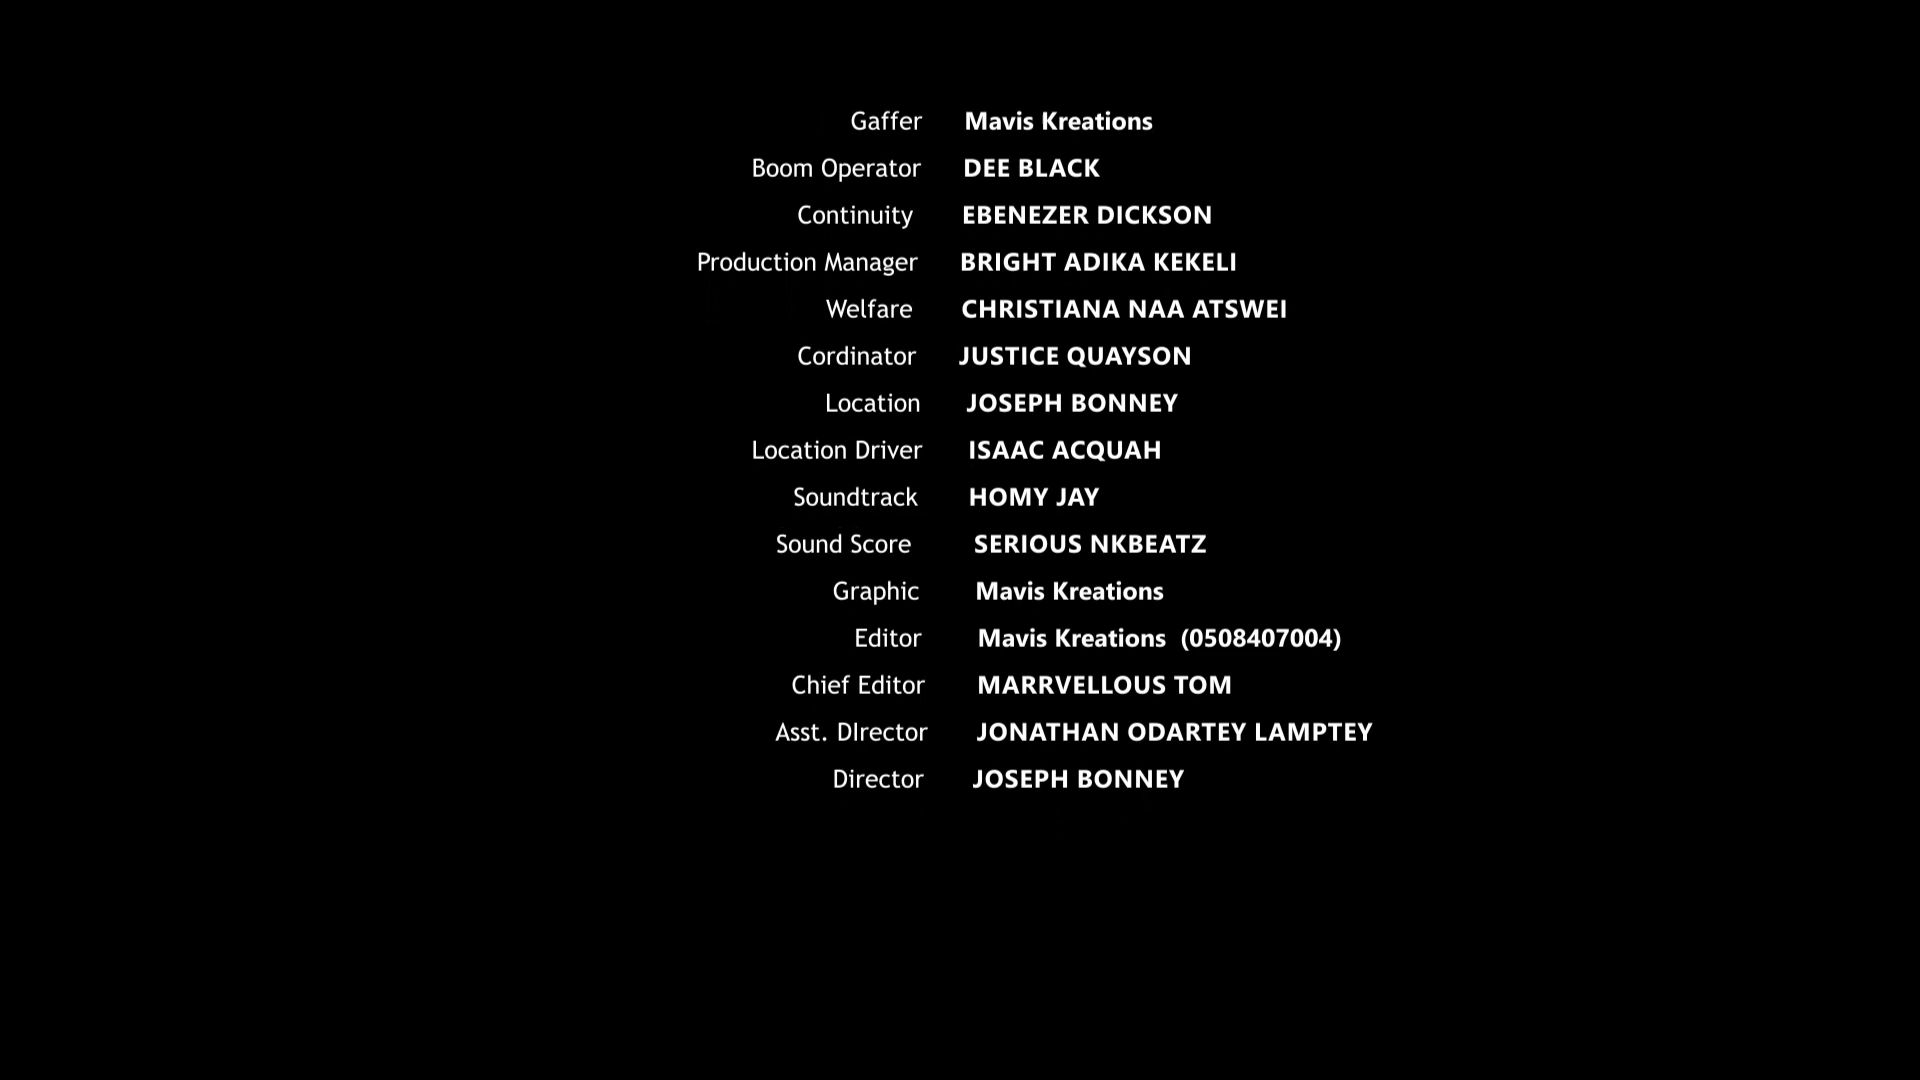 Gaffer Mavis Kreations
Boom Operator DEE BLACK
Continuity EBENEZER DICKSON
Production Manager BRIGHT ADIKA KEKELI
Welfare CHRISTIANA NAA ATSWEI
Cordinator JUSTICE QUAYSON
Location JOSEPH BONNEY
Location Driver ISAAC ACQUAH
Soundtrack HOMY JAY
Sound Score SERIOUS NKBEATZ
Graphic Mavis Kreations
Editor Mavis Kreations (0508407004)
Chief Editor MARRVELLOUS TOM
Asst. DIrector JONATHAN ODARTEY LAMPTEY
Director JOSEPH BONNEY